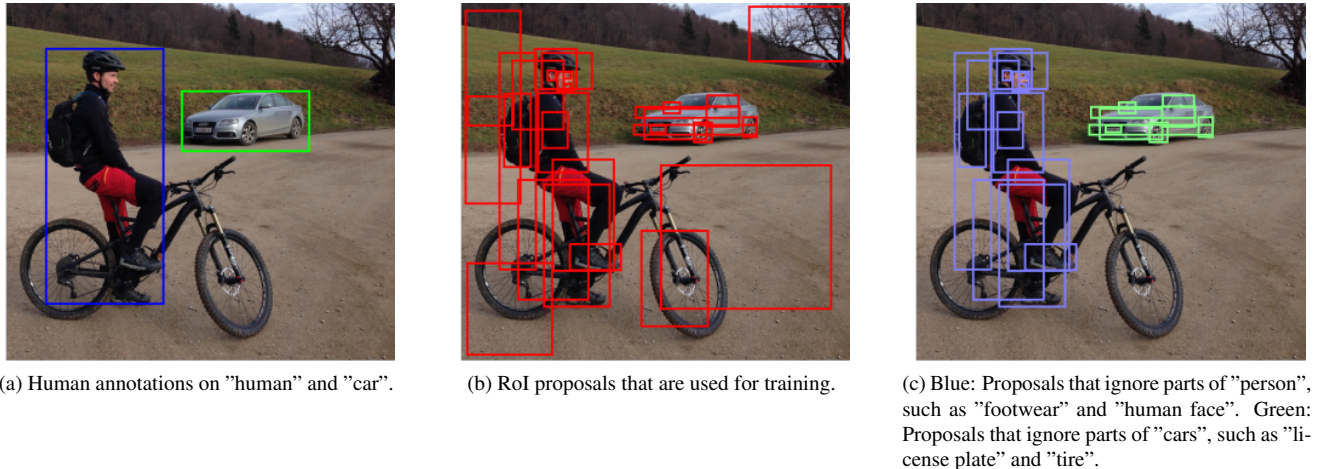 (a) Human annotations on ”human” and ”car”.
(b) RoI proposals that are used for training.
(c) Blue: Proposals that ignore parts of ”person”,
such as ”footwear” and ”human face”. Green:
Proposals that ignore parts of ”cars”, such as ”li-
cense plate” and ”tire”.